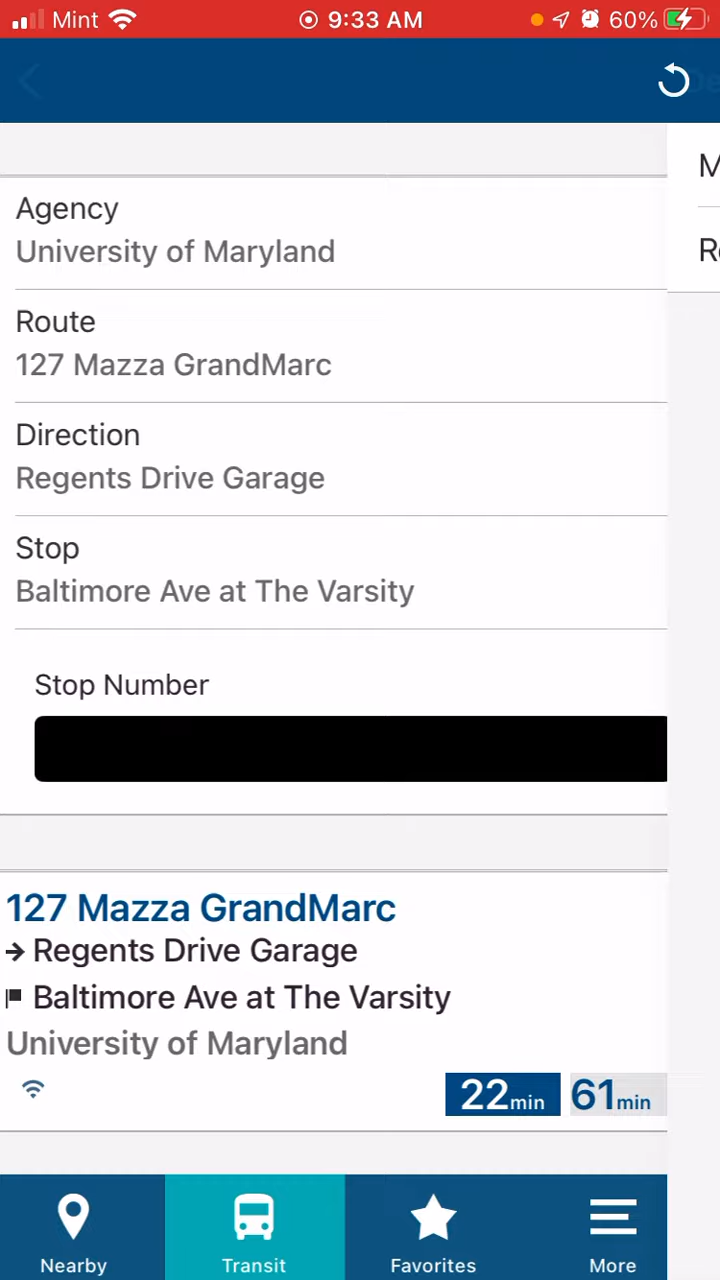 Mint 9:33 AM 60%
Agency
University of Maryland
Route
127 Mazza GrandMarc
Direction
Regents Drive Garage
Stop
Baltimore Ave at The Varsity
Stop Number
127 Mazza GrandMarc
Regents Drive Garage
Baltimore Ave at The Varsity
University of Maryland
22min 61min
Nearby Transit Favorites More